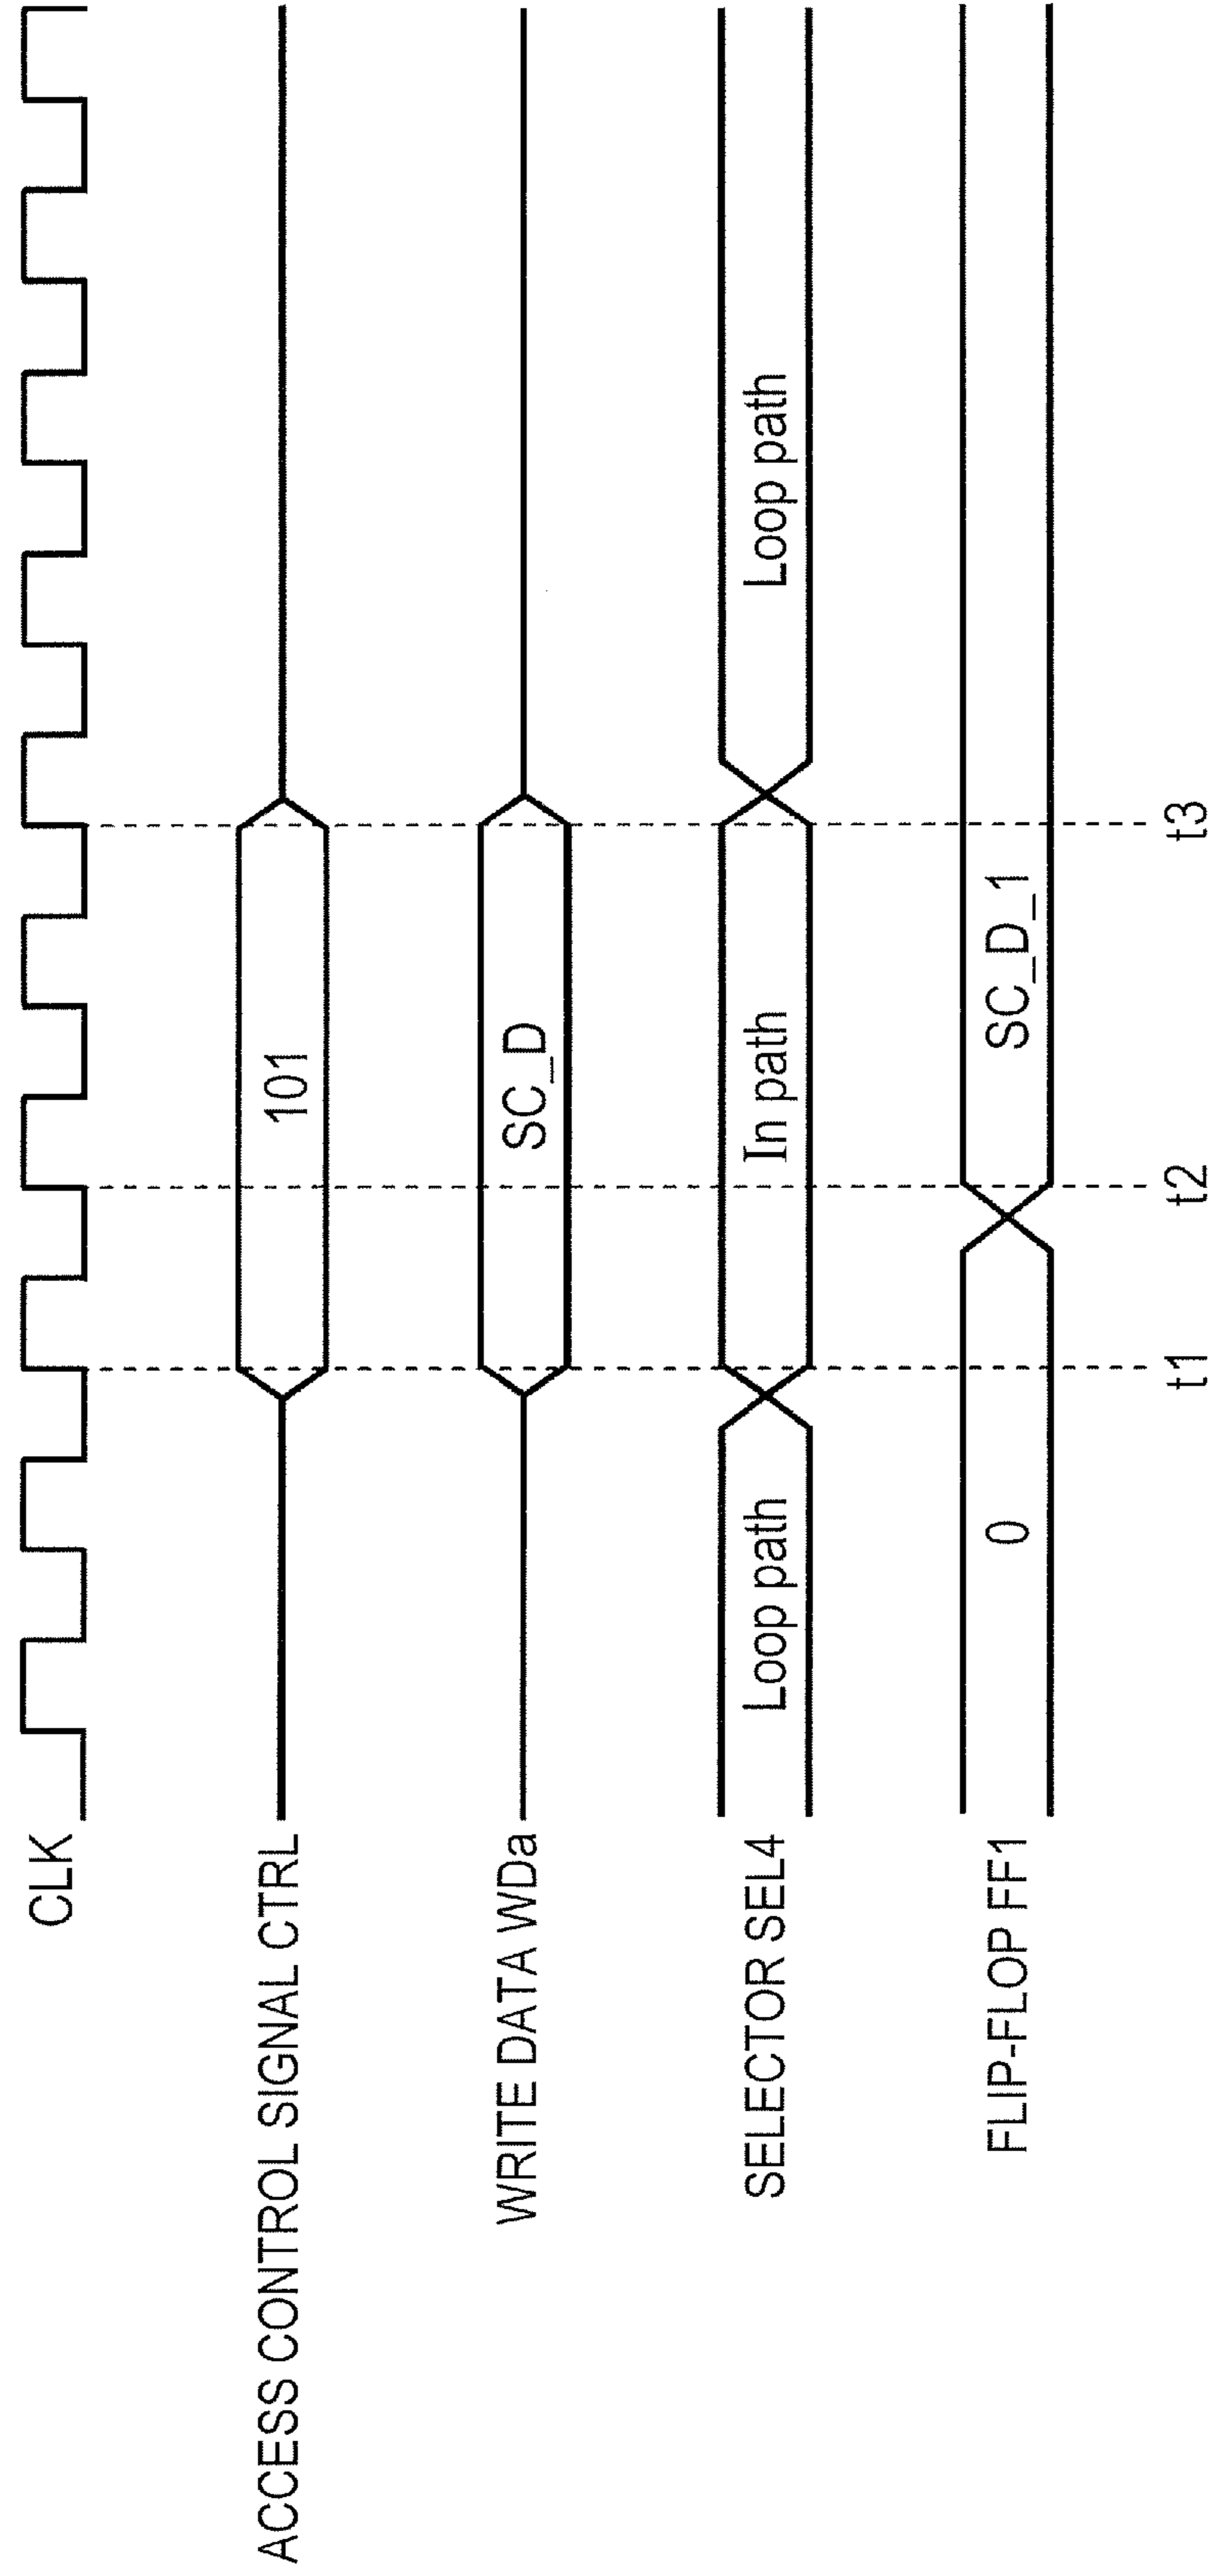 CLK
ACCESS CONTROL SIGNAL CTRL
101
WRITE DATA WDa
SC_D
SELECTOR SEL4
Loop path
In path
Loop path
FLIP-FLOP FF1
0
SC_D_1
t1
t2
t3